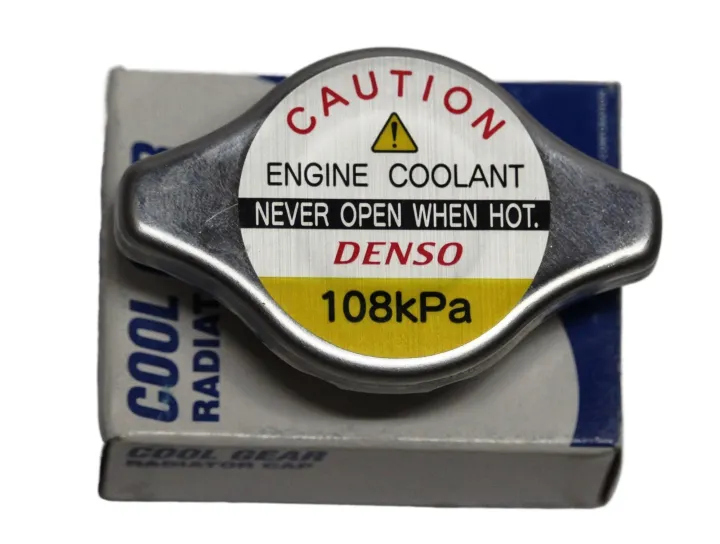 CAUTION
ENGINE COOLANT
NEVER OPEN WHEN HOT.
DENSO
108kPa
COOL
RADIAT
COOL GEAR
RADIATOR CAP